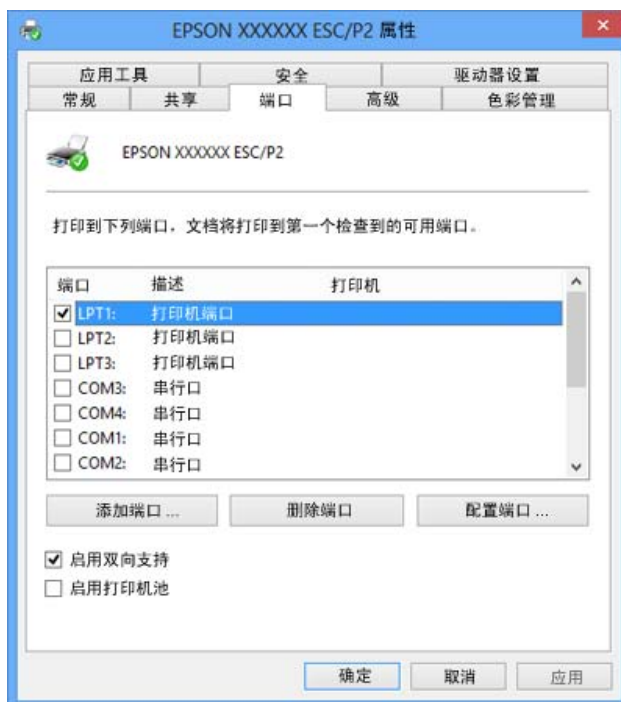 EPSON XXXXXX ESC/P2 属性
应用工具 安全 驱动器设置
常规 共享 端口 高级 色彩管理
EPSON XXXXXX ESC/P2
打印到下列端口。文档将打印到第一个检查到的可用端口。
端口 描述 打印机
LPT1: 打印机端口
LPT2: 打印机端口
LPT3: 打印机端口
COM3: 串行口
COM4: 串行口
COM1: 串行口
COM2: 串行口
添加端口 ... 删除端口 配置端口 ...
启用双向支持
启用打印机池
确定 取消 应用